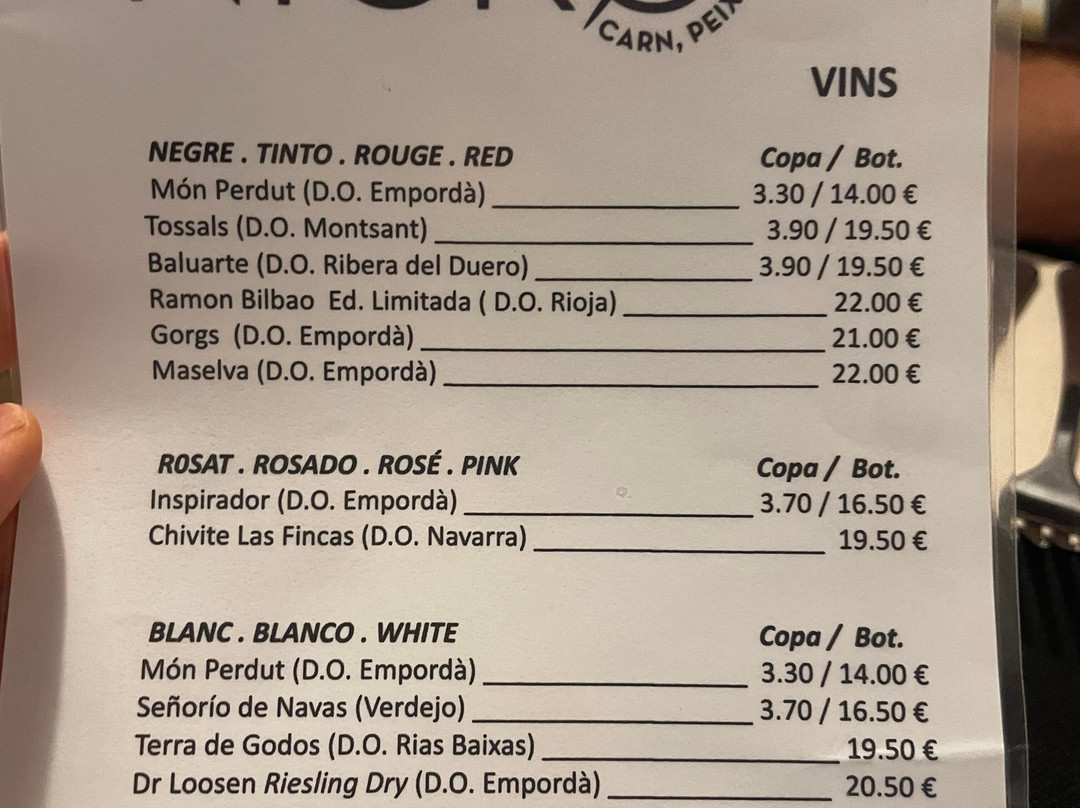 CARN, PEIX
VINS
NEGRE . TINTO . ROUGE . RED Copa / Bot.
Món Perdut (D.O. Empordà) 3.30 / 14.00 €
Tossals (D.O. Montsant) 3.90 / 19.50 €
Baluarte (D.O. Ribera del Duero) 3.90 / 19.50 €
Ramon Bilbao Ed. Limitada ( D.O. Rioja) 22.00 €
Gorgs (D.O. Empordà) 21.00 €
Maselva (D.O. Empordà) 22.00 €
R0SAT . ROSADO . ROSÉ . PINK Copa / Bot.
Inspirador (D.O. Empordà) 3.70 / 16.50 €
Chivite Las Fincas (D.O. Navarra) 19.50 €
BLANC . BLANCO . WHITE Copa / Bot.
Món Perdut (D.O. Empordà) 3.30 / 14.00 €
Señorío de Navas (Verdejo) 3.70 / 16.50 €
Terra de Godos (D.O. Rias Baixas) 19.50 €
Dr Loosen Riesling Dry (D.O. Empordà) 20.50 €